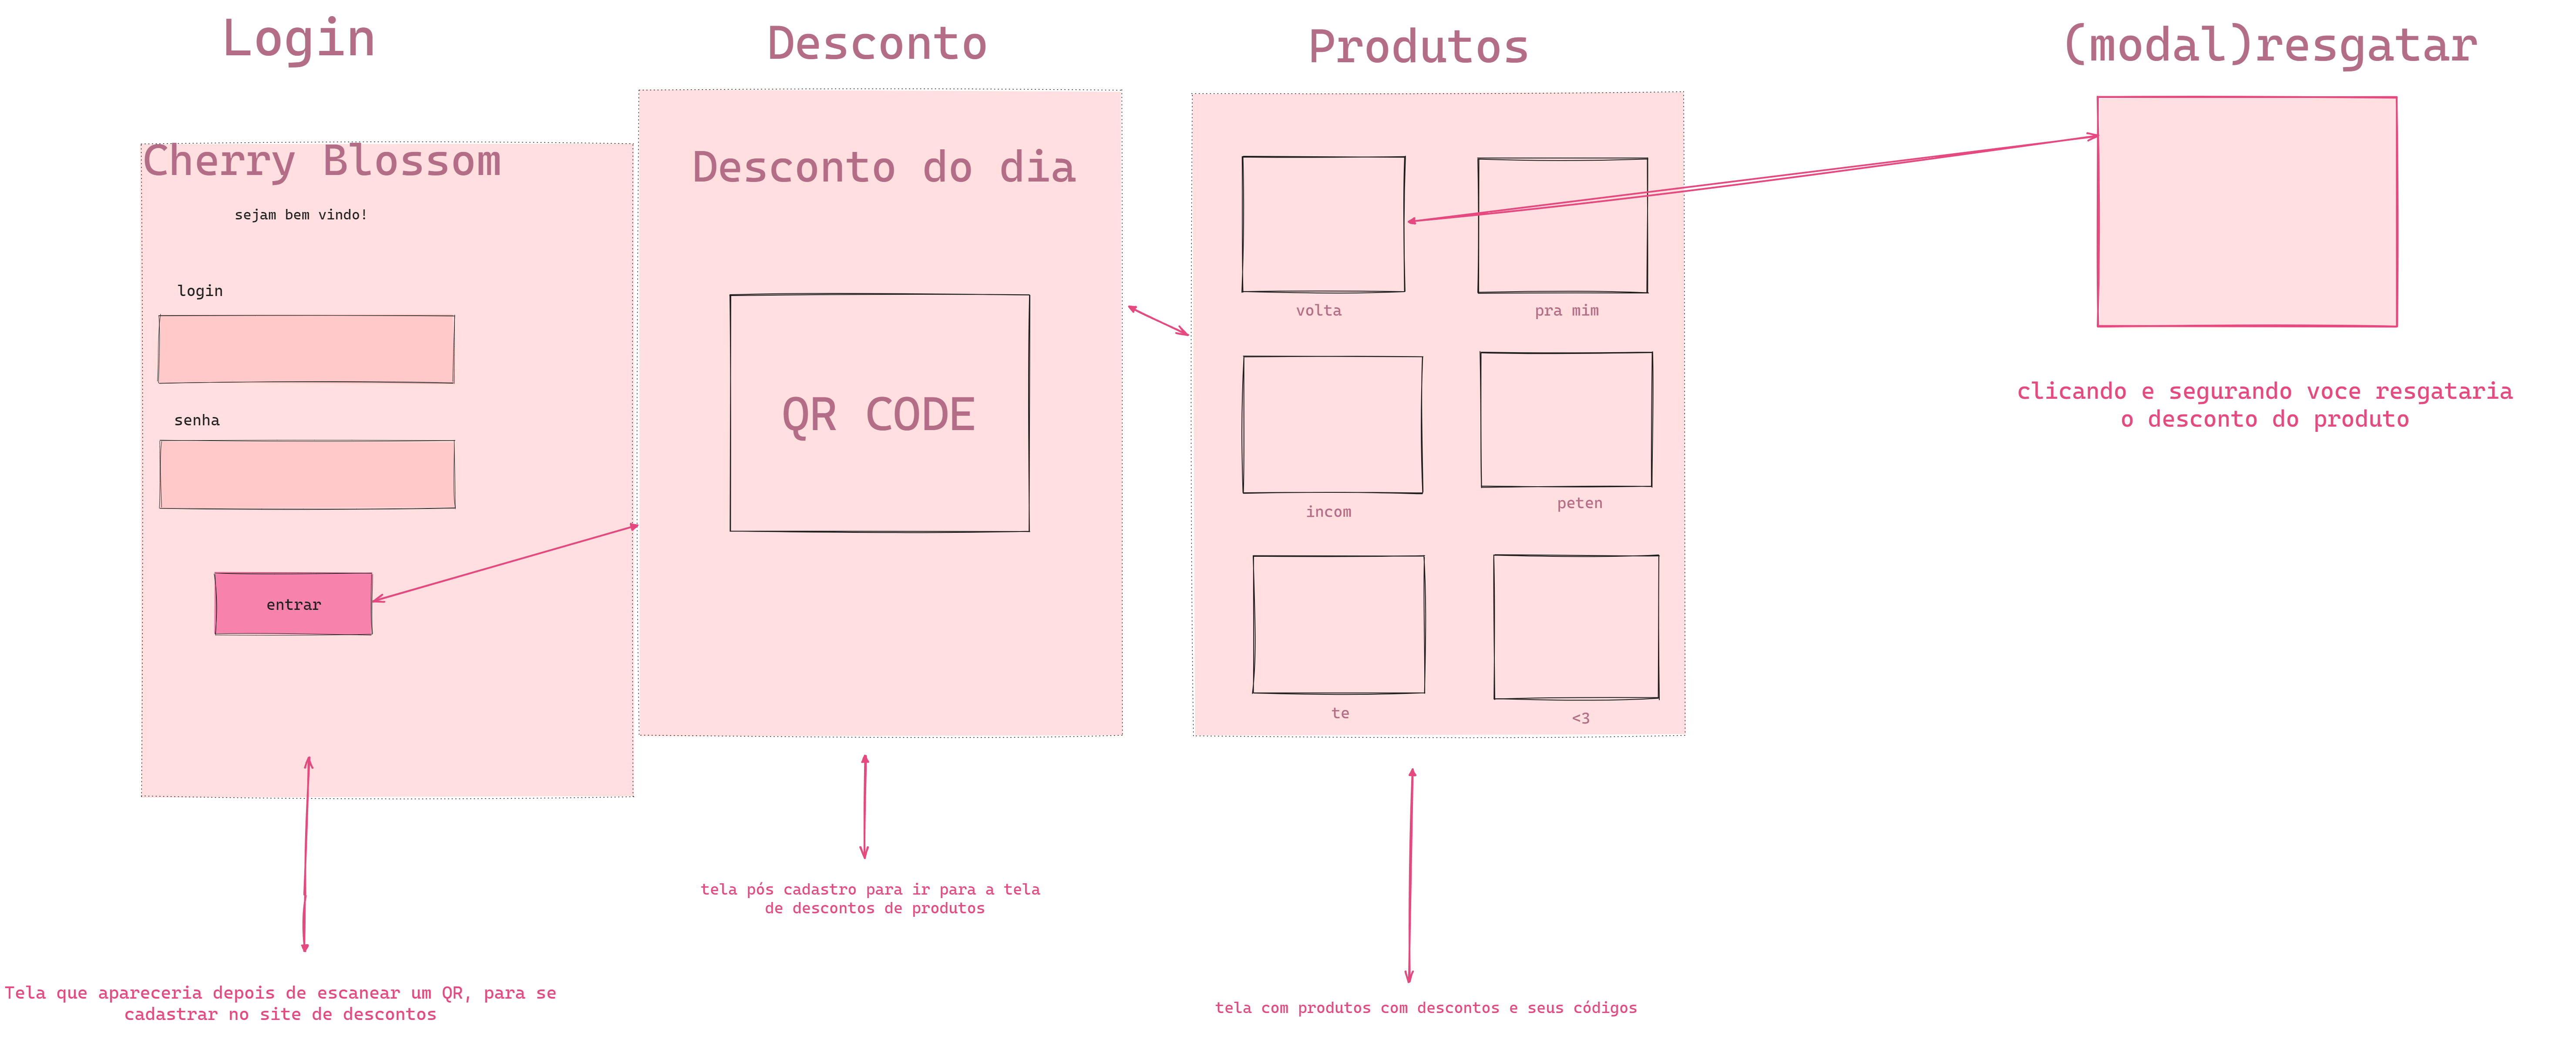 Login
Desconto
Produtos
(modal)resgatar
Cherry Blossom
sejam bem vindo!
login
senha
entrar
Desconto do dia
QR CODE
volta
pra mim
incom
peten
te
<3
clicando e segurando voce resgataria
o desconto do produto
tela pós cadastro para ir para a tela
de descontos de produtos
Tela que apareceria depois de escanear um QR, para se
cadastrar no site de descontos
tela com produtos com descontos e seus códigos